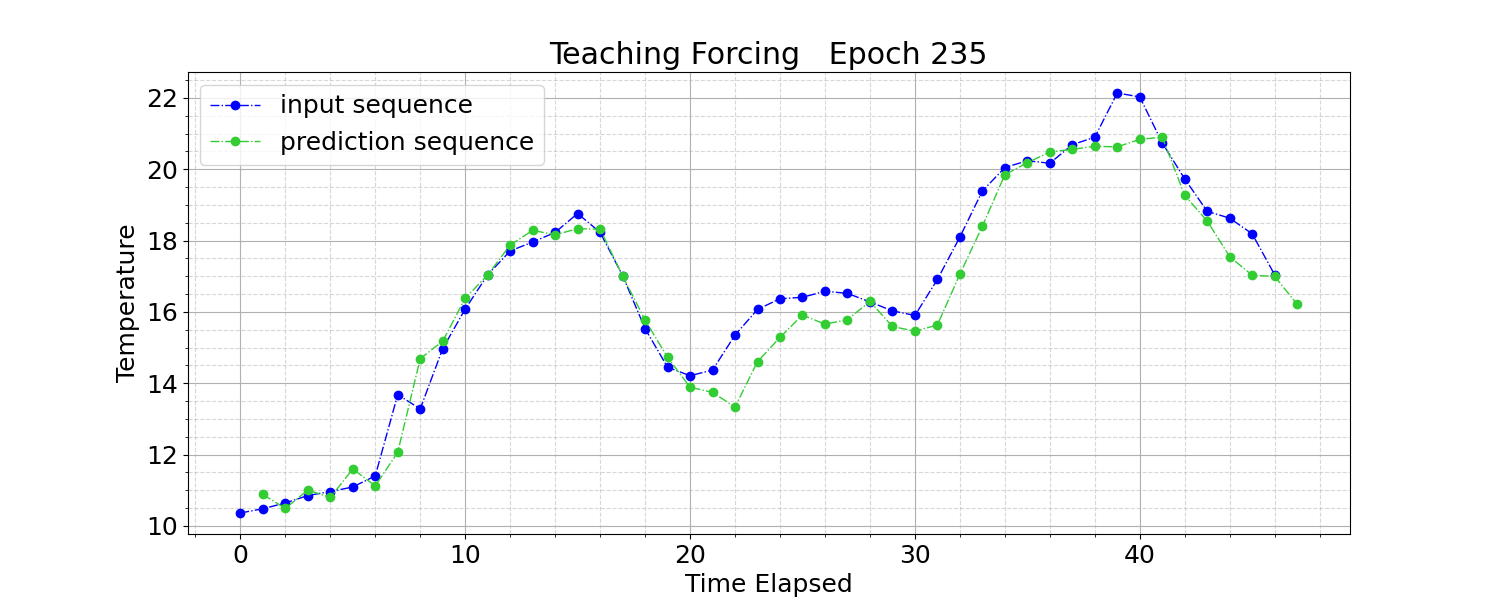 Teaching Forcing   Epoch 235
input sequence
prediction sequence
Temperature
22
20
18
16
14
12
10
0 10 20 30 40
Time Elapsed